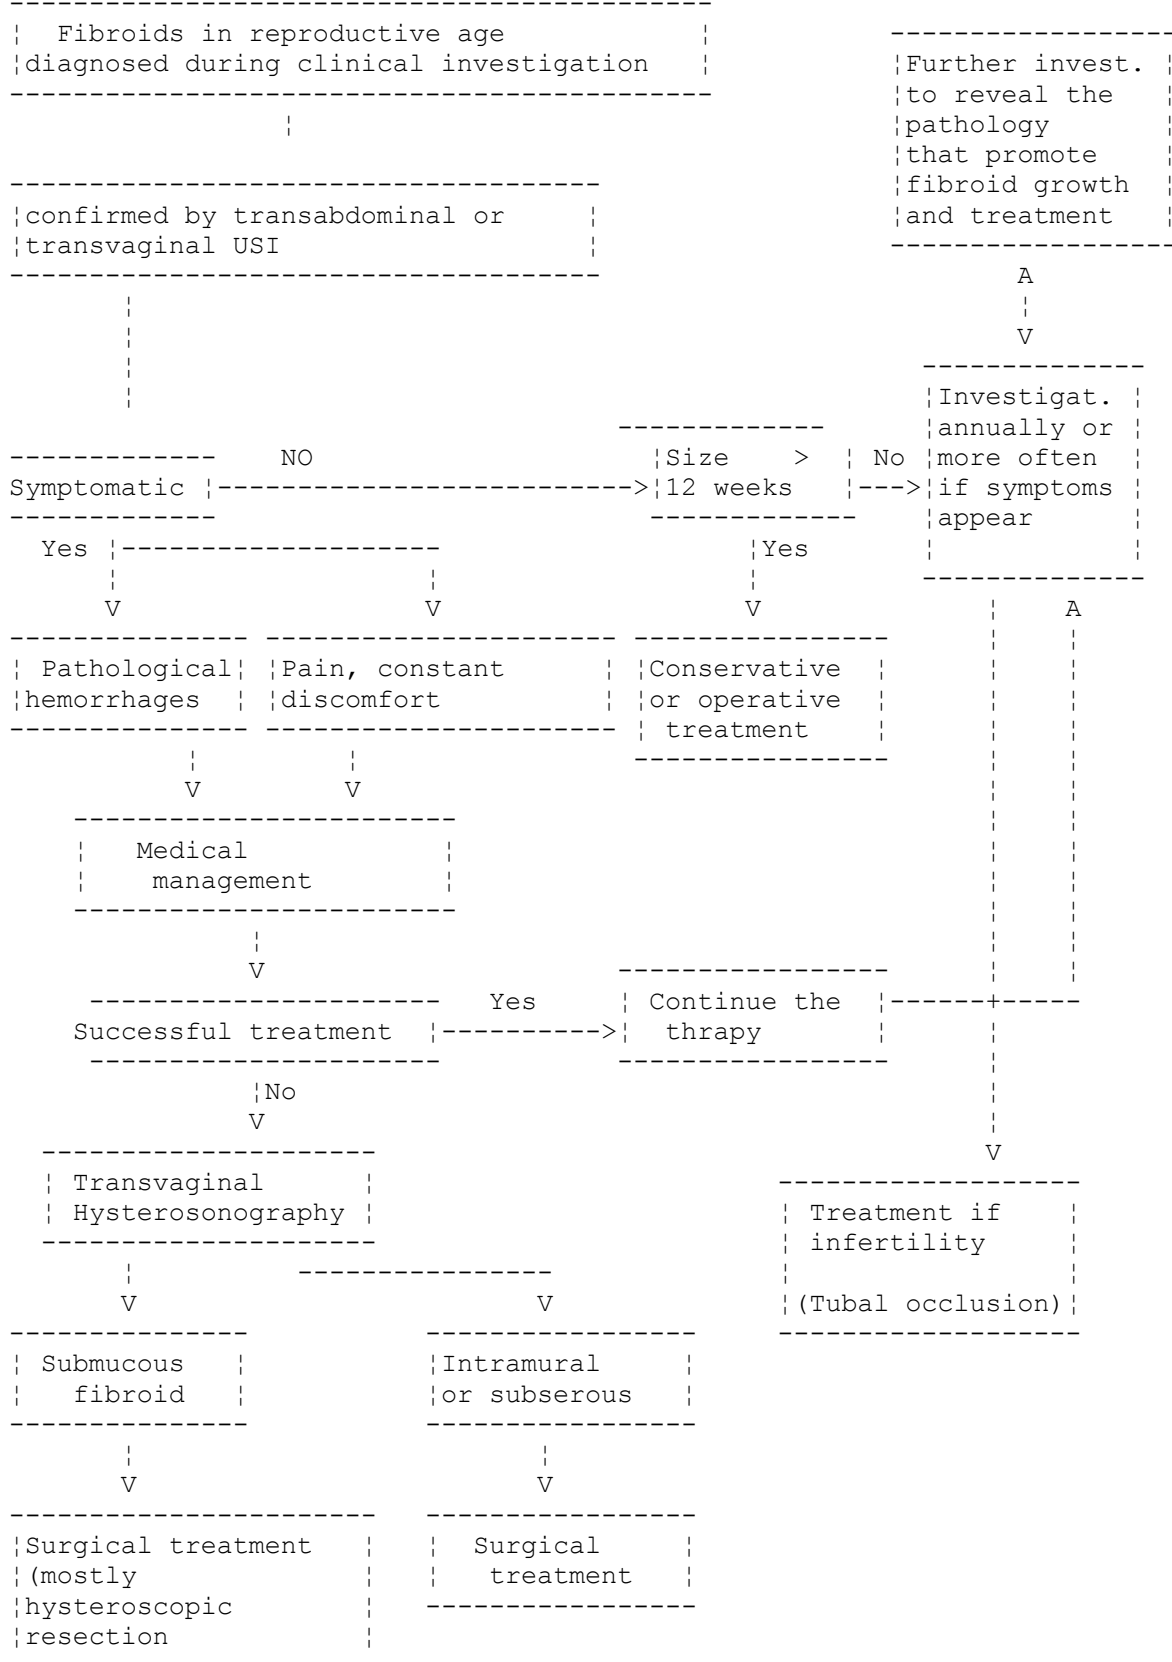 Fibroids in reproductive age
diagnosed during clinical investigation
Further invest.
to reveal the
pathology
that promote
fibroid growth
and treatment
confirmed by transabdominal or
transvaginal USI
A
V
Investigat.
annually or
more often
if symptoms
appear
Symptomatic
NO
Size >
12 weeks
No
Yes
Yes
V
V
V
A
Pathological
hemorrhages
Pain, constant
discomfort
Conservative
or operative
treatment
V
V
Medical
management
V
Successful treatment
Yes
Continue the
thrapy
No
V
V
Transvaginal
Hysterosonography
Treatment if
infertility
(Tubal occlusion)
V
V
Submucous
fibroid
Intramural
or subserous
V
V
Surgical treatment
(mostly
hysteroscopic
resection
Surgical
treatment